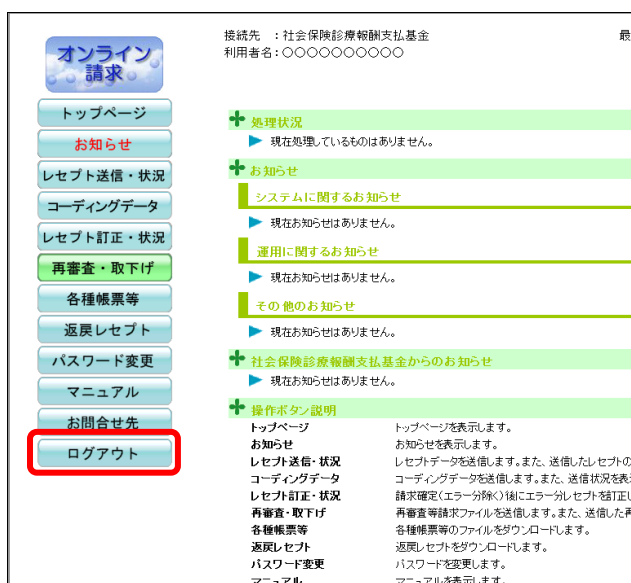 接続先　：社会保険診療報酬支払基金
最
利用者名：〇〇〇〇〇〇〇〇〇〇
オンライン
請求
トップページ
お知らせ
レセプト送信・状況
コーディングデータ
レセプト訂正・状況
再審査・取下げ
各種帳票等
返戻レセプト
パスワード変更
マニュアル
お問合せ先
ログアウト
処理状況
現在処理しているものはありません。
お知らせ
システムに関するお知らせ
現在お知らせはありません。
運用に関するお知らせ
現在お知らせはありません。
その他のお知らせ
現在お知らせはありません。
社会保険診療報酬支払基金からのお知らせ
現在お知らせはありません。
操作ボタン説明
トップページ　トップページを表示します。
お知らせ　お知らせを表示します。
レセプト送信・状況　レセプトデータを送信します。また、送信したレセプトの
コーディングデータ　コーディングデータを送信します。また、送信状況を表
レセプト訂正・状況　請求確定（エラー分除く）後にエラー分レセプトを訂正し
再審査・取下げ　再審査等請求ファイルを送信します。また、送信した再
各種帳票等　各種帳票等のファイルをダウンロードします。
返戻レセプト　返戻レセプトをダウンロードします。
パスワード変更　パスワードを変更します。
マニュアル　マニュアルを表示します。